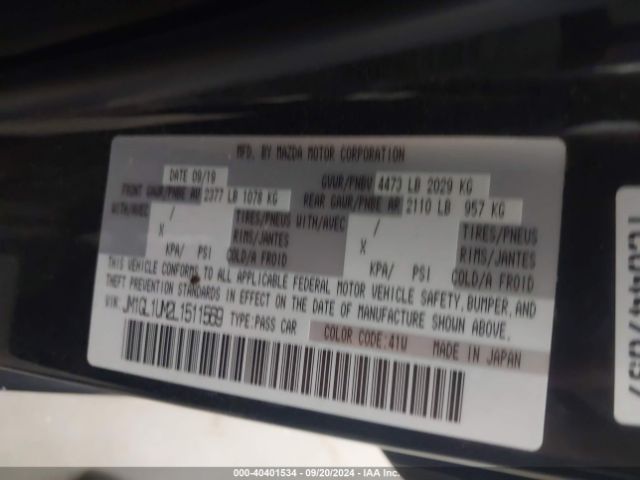 MFD. BY MAZDA MOTOR CORPORATION
DATE 09/19 GVWR/PNBV 4473 LB 2029 KG
FRONT GAWR/PNBE AR 2377 LB 1078 KG REAR GAWR/PNBE AR 2110 LB 957 KG
WITH/AVEC / TIRES/PNEUS WITH/AVEC / TIRES/PNEUS
X RIMS/JANTES X RIMS/JANTES
KPA/ PSI COLD/A FROID KPA/ PSI COLD/A FROID
THIS VEHICLE CONFORMS TO ALL APPLICABLE FEDERAL MOTOR VEHICLE SAFETY, BUMPER, AND
THEFT PREVENTION STANDARDS IN EFFECT ON THE DATE OF MANUFACTURE SHOWN ABOVE.
VIN: JM1GL1UM2L1511569 TYPE:PASS CAR COLOR CODE:41W MADE IN JAPAN
000-40401534 - 09/20/2024 - IAA Inc.